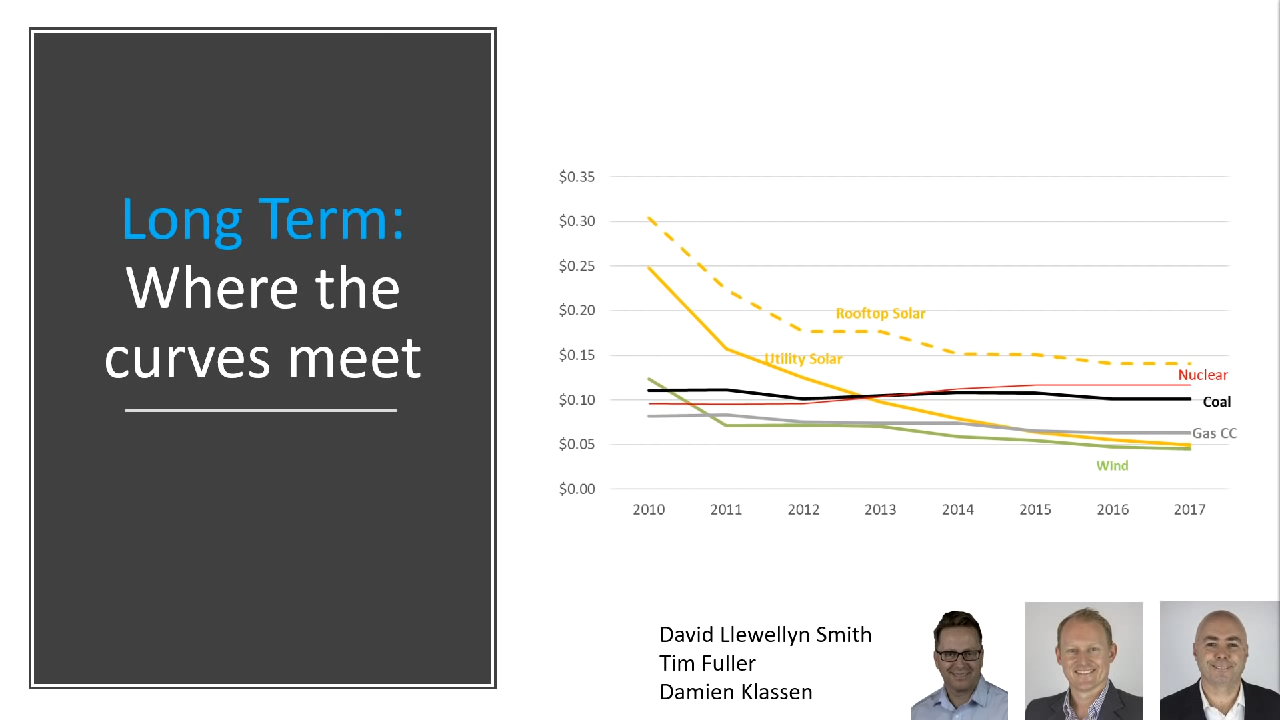 Long Term:
Where the
curves meet
$0.35
$0.30
$0.25
$0.20
$0.15
$0.10
$0.05
$0.00
Rooftop Solar
Utility Solar
Nuclear
Coal
Gas CC
Wind
2010 2011 2012 2013 2014 2015 2016 2017
David Llewellyn Smith
Tim Fuller
Damien Klassen